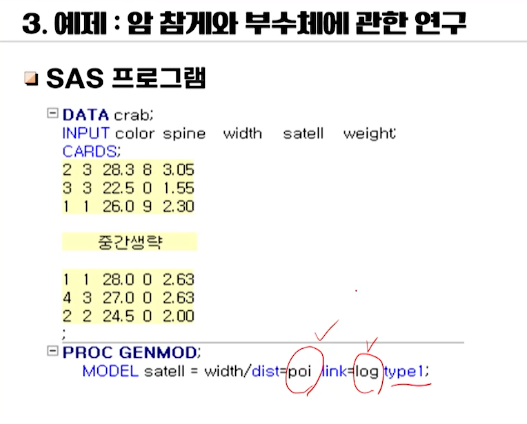 3. 예제 : 암 참게와 부수체에 관한 연구
SAS 프로그램
DATA crab;
INPUT color spine width satell weight;
CARDS;
2 3 28.3 8 3.05
3 3 22.5 0 1.55
1 1 26.0 9 2.30
중간생략
1 1 28.0 0 2.63
4 3 27.0 0 2.63
2 2 24.5 0 2.00
;
PROC GENMOD;
MODEL satell = width/dist=poi link=log type1;